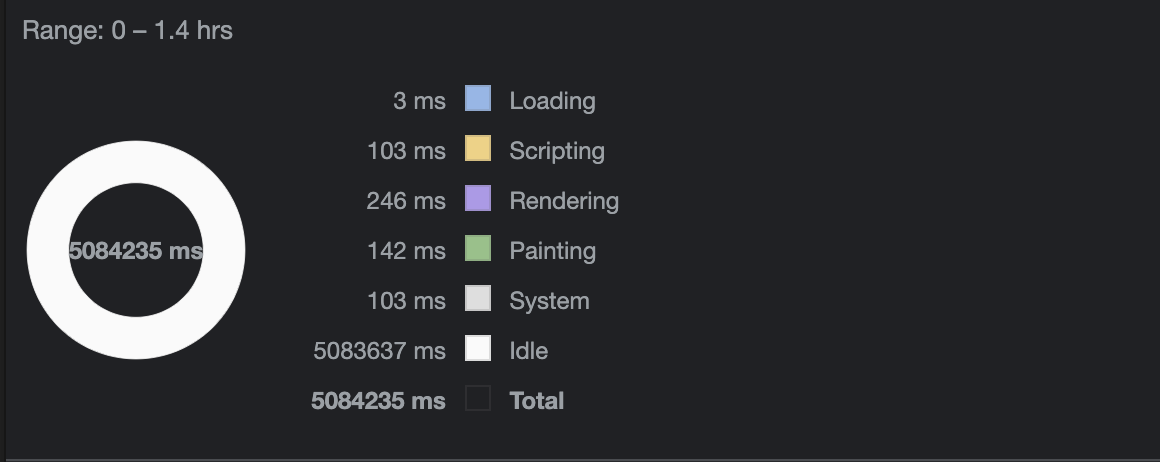 Range: 0 – 1.4 hrs
5084235 ms
3 ms Loading
103 ms Scripting
246 ms Rendering
142 ms Painting
103 ms System
5083637 ms Idle
5084235 ms Total